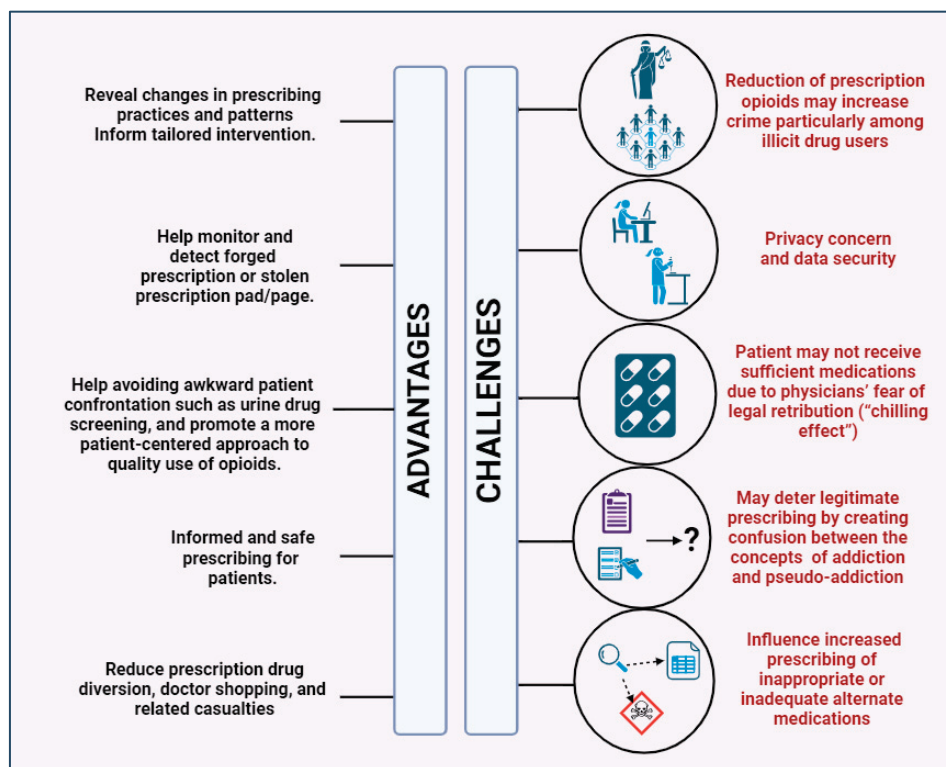 Reveal changes in prescribing
practices and patterns
Inform tailored intervention.
Help monitor and
detect forged
prescription or stolen
prescription pad/page.
Help avoiding awkward patient
confrontation such as urine drug
screening, and promote a more
patient-centered approach to
quality use of opioids.
Informed and safe
prescribing for
patients.
Reduce prescription drug
diversion, doctor shopping, and
related casualties
ADVANTAGES
CHALLENGES
Reduction of prescription
opioids may increase
crime particularly among
illicit drug users
Privacy concern
and data security
Patient may not receive
sufficient medications
due to physicians’ fear of
legal retribution (“chilling
effect”)
?
May deter legitimate
prescribing by creating
confusion between the
concepts of addiction
and pseudo-addiction
Influence increased
prescribing of
inappropriate or
inadequate alternate
medications